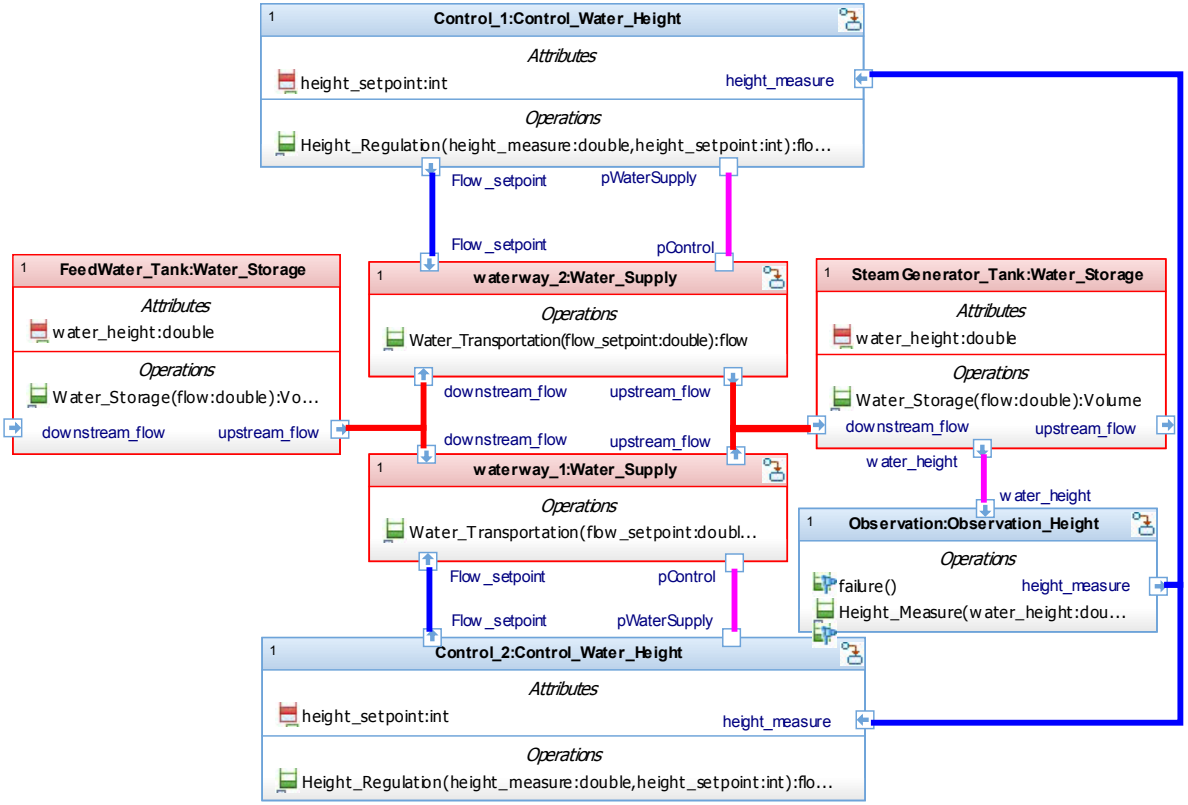 1
Control_1:Control_Water_Height
Attributes
height_setpoint:int
height_measure
Operations
Height_Regulation(height_measure:double,height_setpoint:int):flo...
Flow_setpoint
pWaterSupply
Flow_setpoint
pControl
1
FeedWater_Tank:Water_Storage
Attributes
water_height:double
Operations
Water_Storage(flow:double):Vo...
downstream_flow
upstream_flow
1
waterway_2:Water_Supply
Operations
Water_Transportation(flow_setpoint:double):flow
downstream_flow
upstream_flow
1
SteamGenerator_Tank:Water_Storage
Attributes
water_height:double
Operations
Water_Storage(flow:double):Volume
downstream_flow
upstream_flow
water_height
downstream_flow
upstream_flow
1
waterway_1:Water_Supply
Operations
Water_Transportation(flow_setpoint:doubl...
Flow_setpoint
pControl
water_height
1
Observation:Observation_Height
Operations
failure()
height_measure
Height_Measure(water_height:dou...
Flow_setpoint
pWaterSupply
1
Control_2:Control_Water_Height
Attributes
height_setpoint:int
height_measure
Operations
Height_Regulation(height_measure:double,height_setpoint:int):flo...